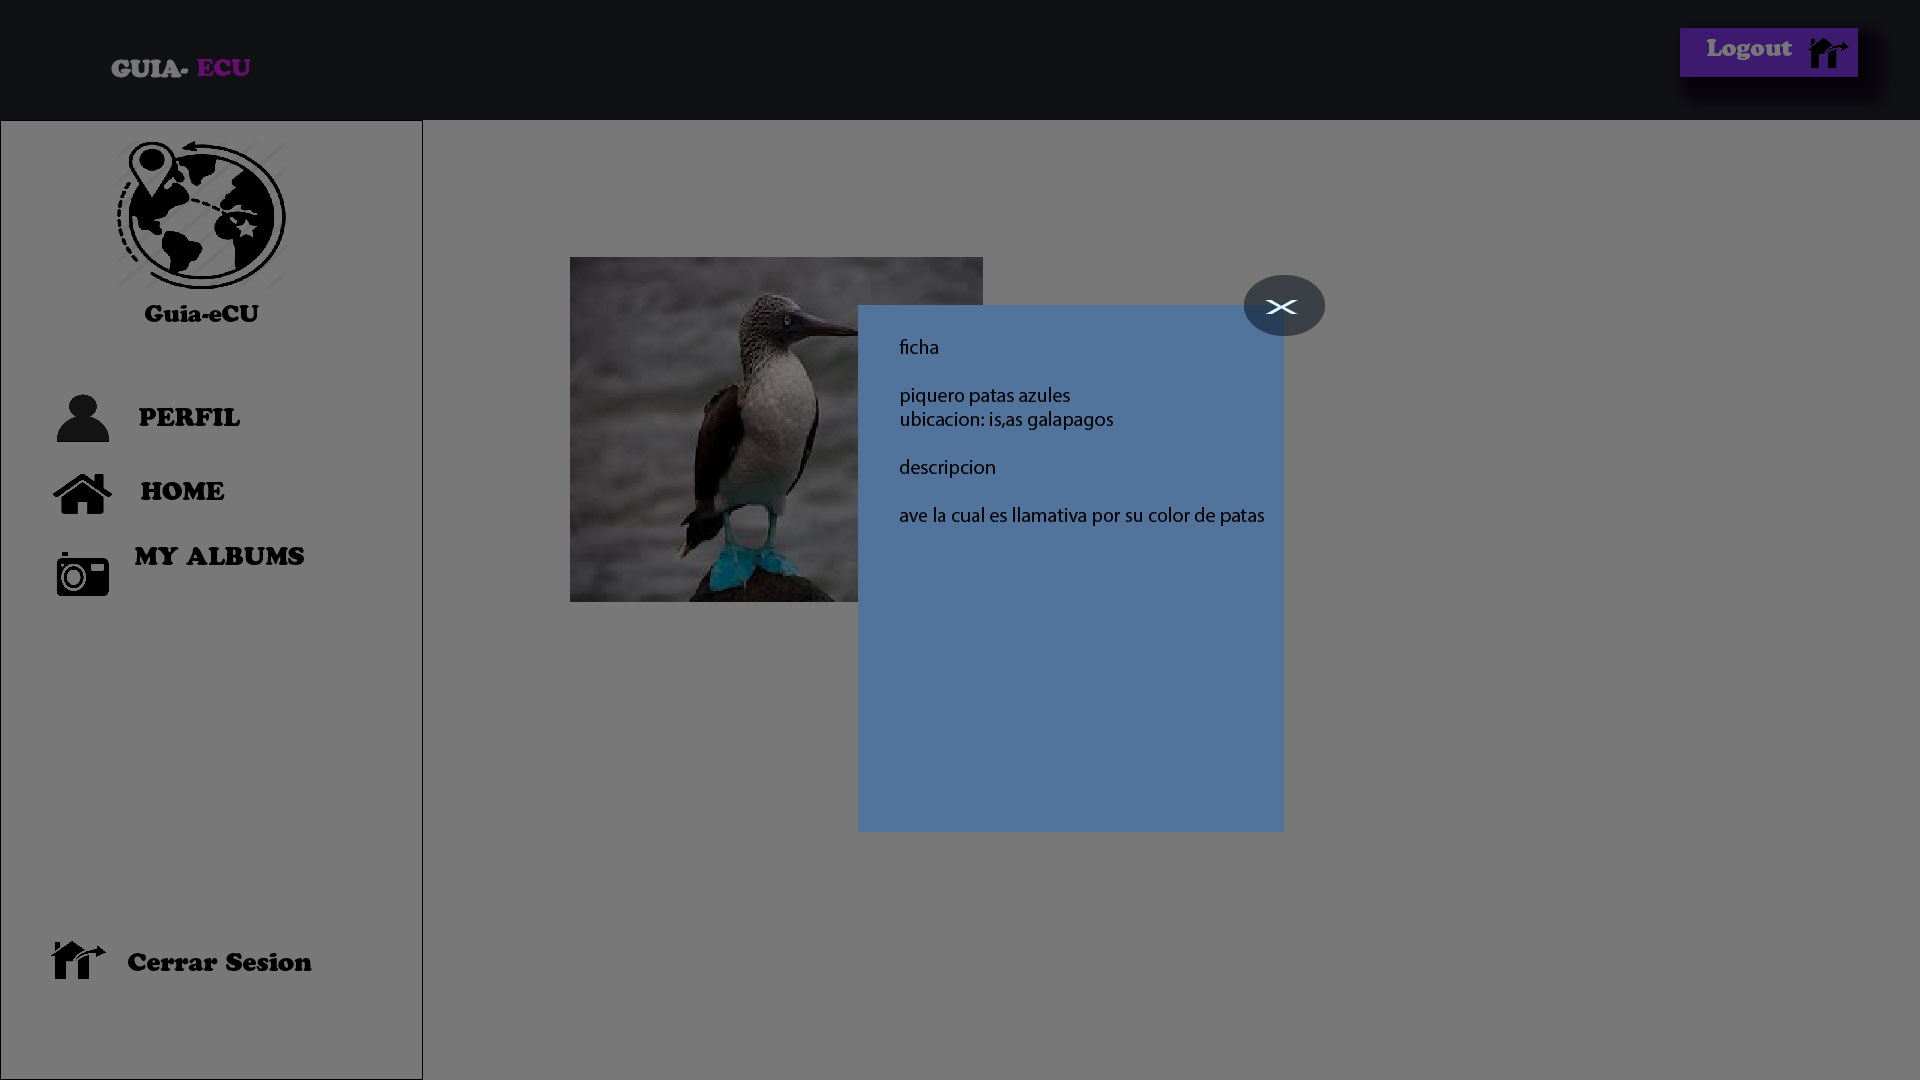 GUIA- ECU
Logout
Guia-eCU
PERFIL
HOME
MY ALBUMS
Cerrar Sesion
ficha
piquero patas azules
ubicacion: is,as galapagos
descripcion
ave la cual es llamativa por su color de patas